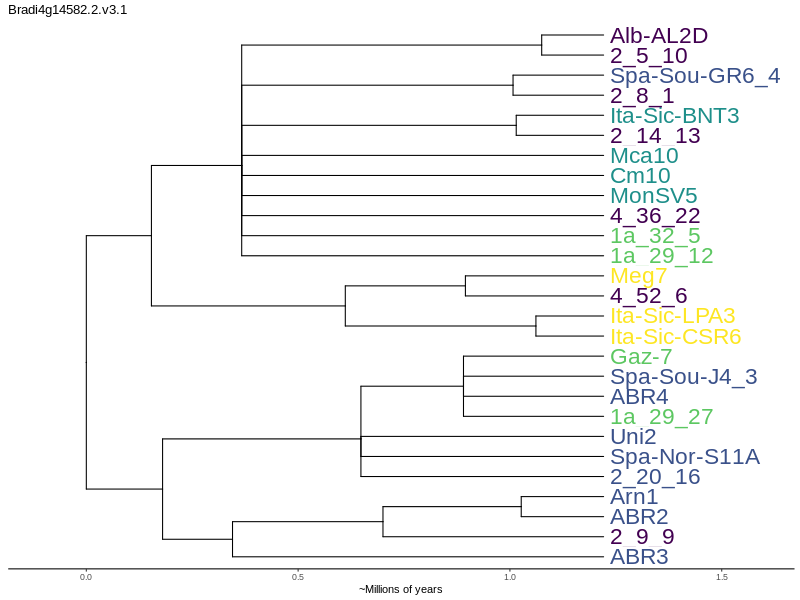 Bradi4g14582.2.v3.1
Alb-AL2D
2_5_10
Spa-Sou-GR6_4
2_8_1
Ita-Sic-BNT3
2_14_13
Mca10
Cm10
MonSV5
4_36_22
1a_32_5
1a_29_12
Meg7
4_52_6
Ita-Sic-LPA3
Ita-Sic-CSR6
Gaz-7
Spa-Sou-J4_3
ABR4
1a_29_27
Uni2
Spa-Nor-S11A
2_20_16
Arn1
ABR2
2_9_9
ABR3
0.0 0.5 1.0 1.5
~Millions of years